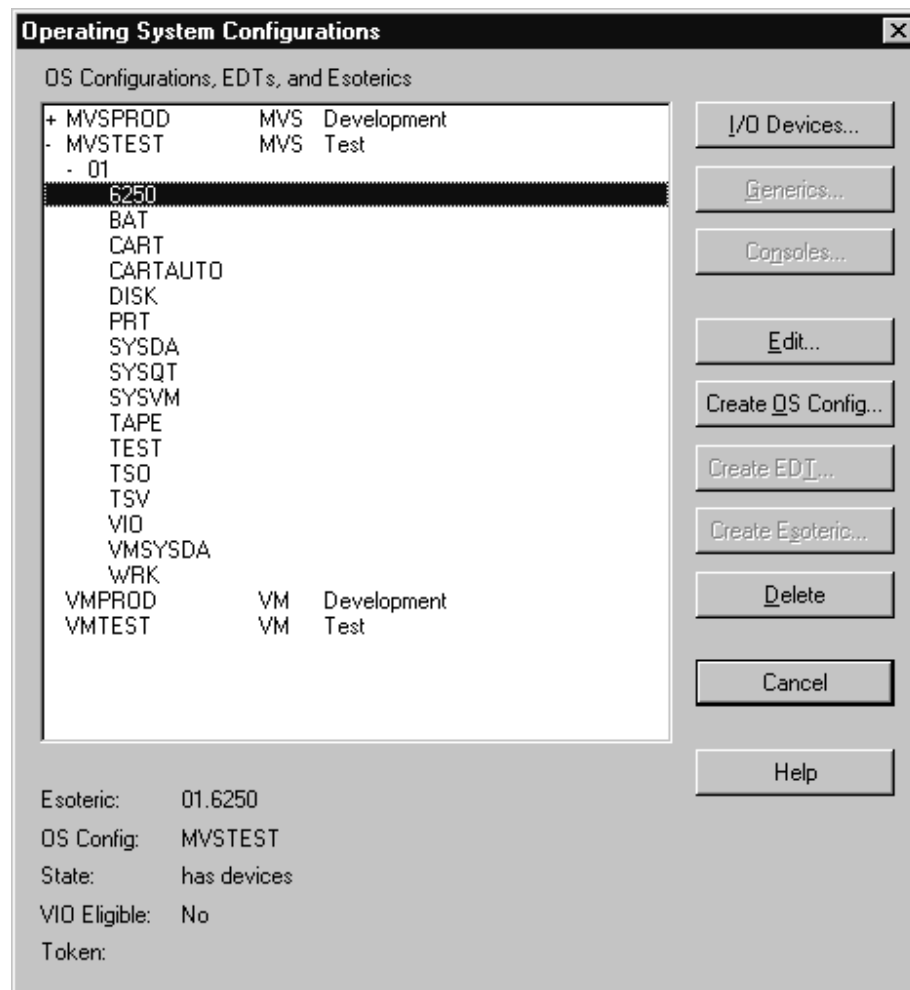 Operating System Configurations
OS Configurations, EDTs, and Esoterics
+ MVSPROD MVS Development
- MVSTEST MVS Test
- 01
6250
BAT
CART
CARTAUTO
DISK
PRT
SYSDA
SYSQT
SYSVM
TAPE
TEST
TSO
TSV
VIO
VMSYSDA
WRK
VMPROD VM Development
VMTEST VM Test
I/O Devices...
Generics...
Consoles...
Edit...
Create OS Config...
Create EDT...
Create Esoteric...
Delete
Cancel
Help
Esoteric: 01.6250
OS Config: MVSTEST
State: has devices
VIO Eligible: No
Token: